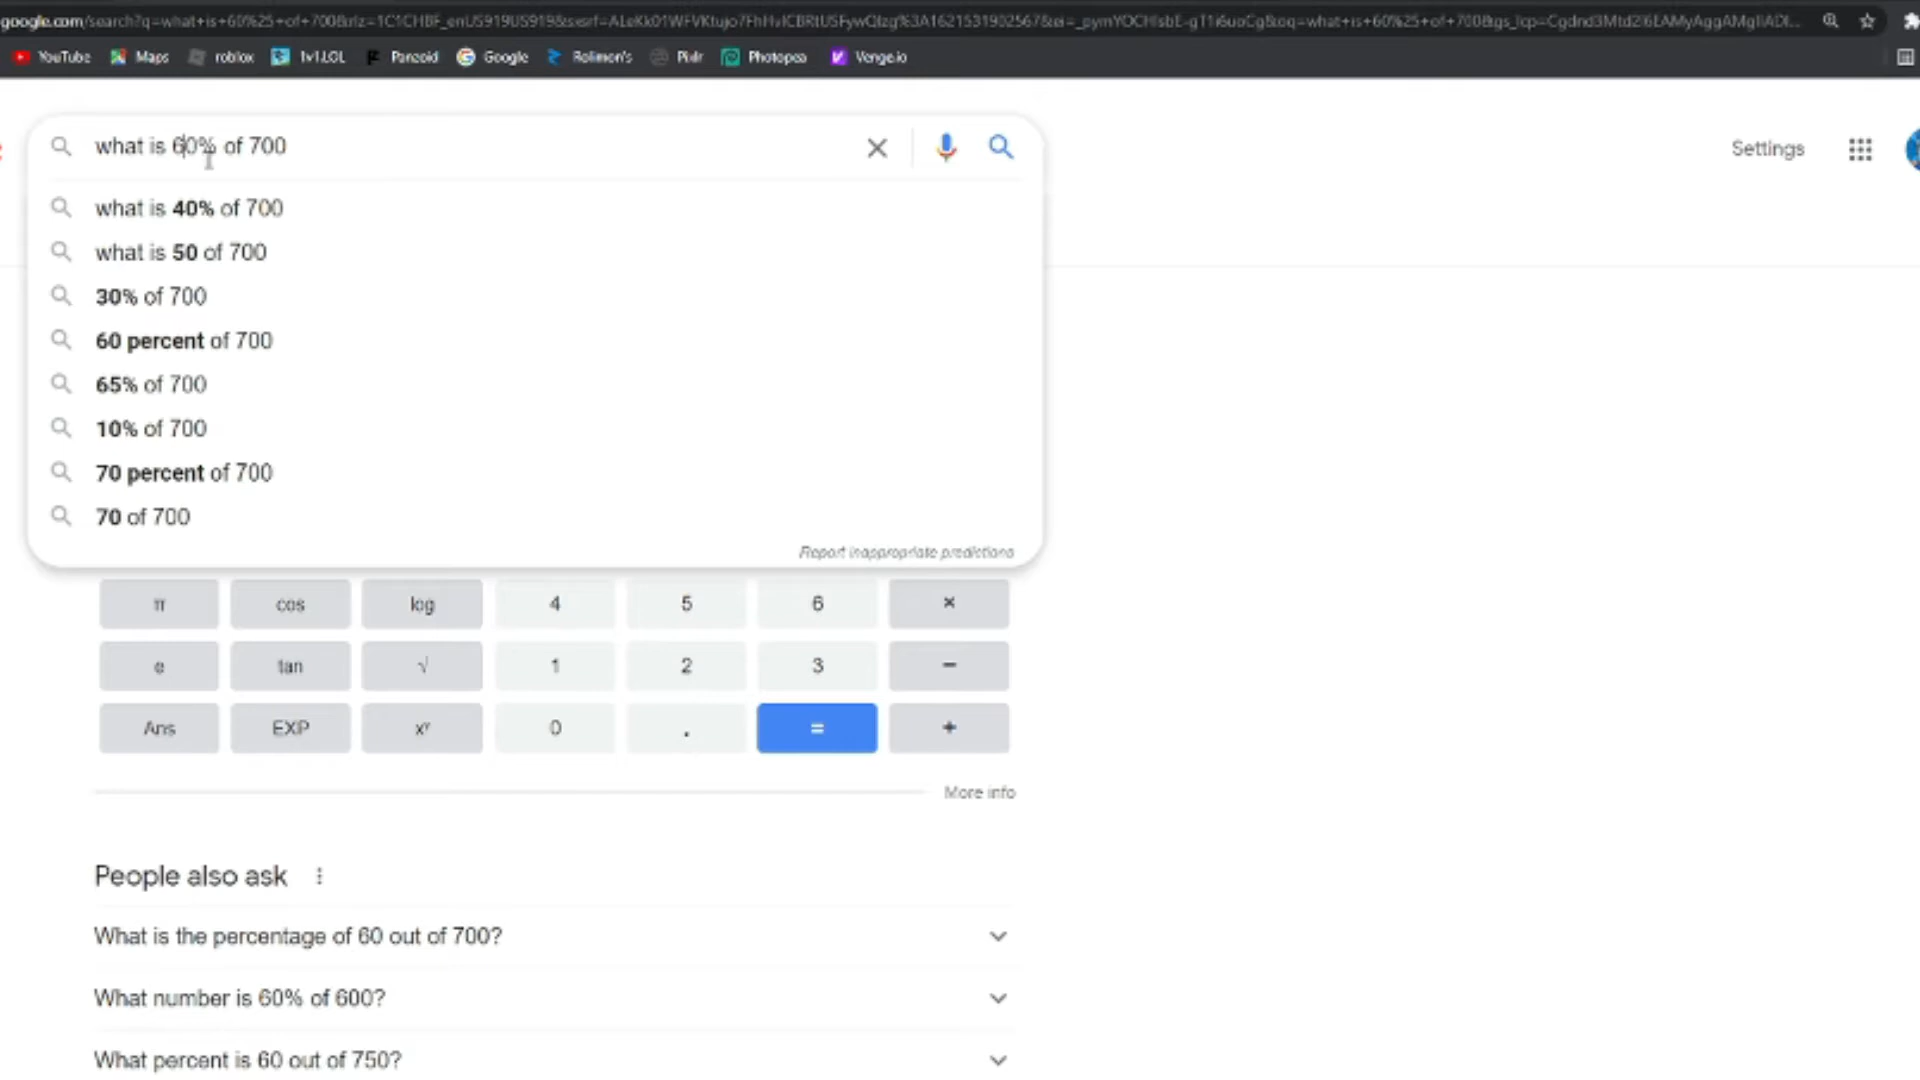 YouTube Maps roblox 1v1.LOL Panzoid Google Rolimon's Pixlr Photopea Venge.io
what is 60% of 700
Settings
what is 40% of 700
what is 50 of 700
30% of 700
60 percent of 700
65% of 700
10% of 700
70 percent of 700
70 of 700
Report inappropriate predictions
π cos log 4 5 6 ×
e tan √ 1 2 3 −
Ans EXP xʸ 0 . = +
More info
People also ask
What is the percentage of 60 out of 700?
What number is 60% of 600?
What percent is 60 out of 750?